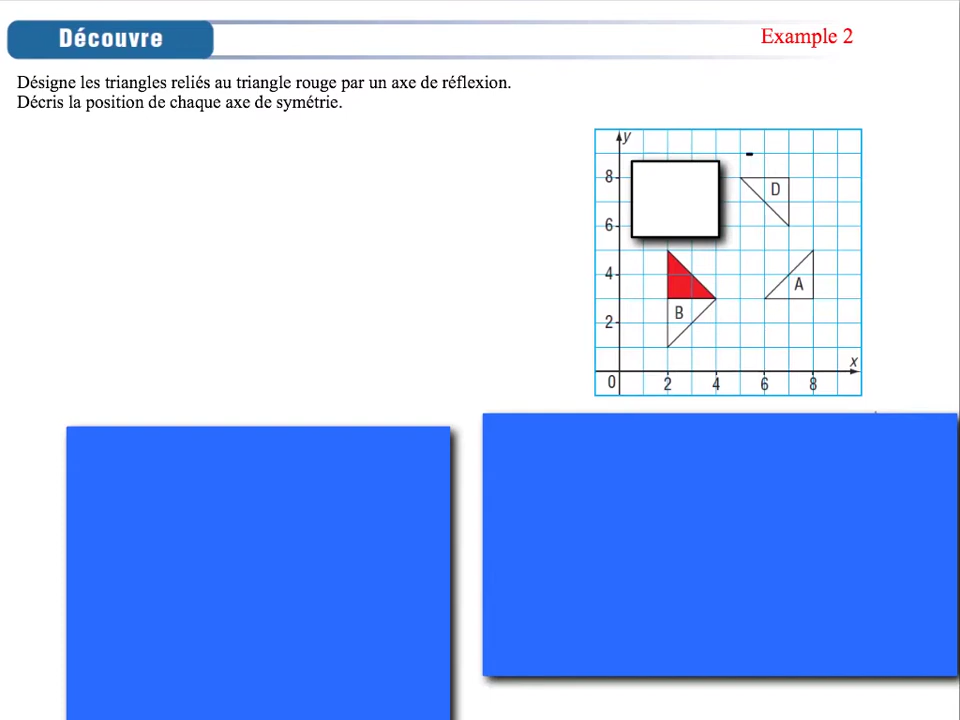 Découvre
Example 2
Désigne les triangles reliés au triangle rouge par un axe de réflexion.
Décris la position de chaque axe de symétrie.
y
8
D
6
4
A
B
2
x
0 2 4 6 8